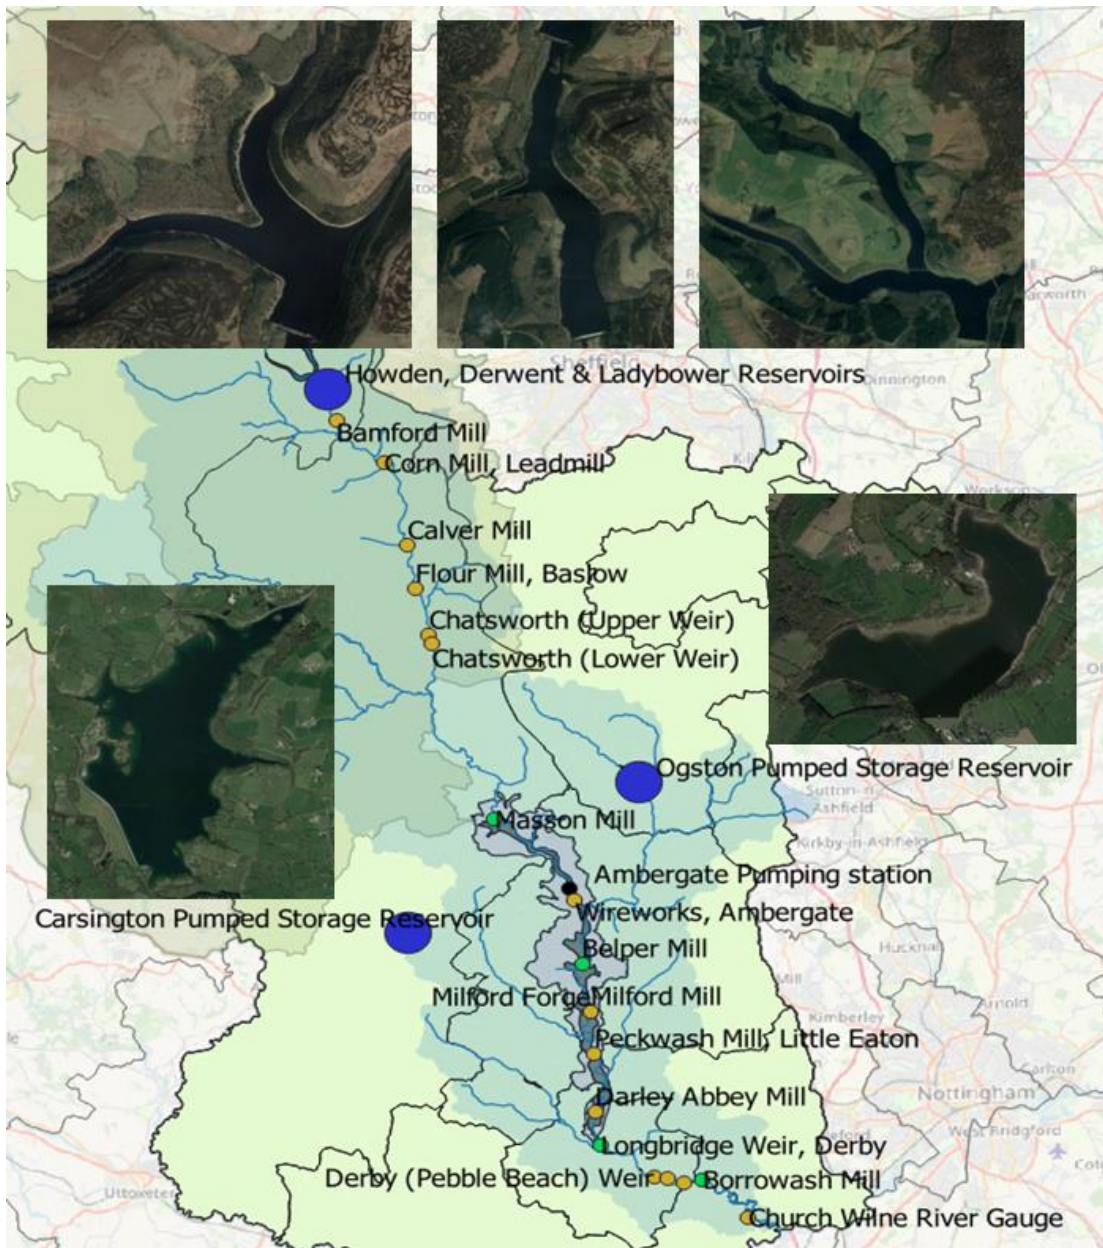 Sheffield
Dinnington
Howden, Derwent & Ladybower Reservoirs
Bamford Mill
Corn Mill, Leadmill
Worksop
Calver Mill
Flour Mill, Baslow
Chatsworth (Upper Weir)
Chatsworth (Lower Weir)
Ogston Pumped Storage Reservoir
Sutton-in-
Ashfield
Masson Mill
Kirkby-in-Ashfield
Ambergate Pumping station
Wireworks, Ambergate
Carsington Pumped Storage Reservoir
Belper Mill
Milford Forge
Milford Mill
Arnold
Kimberley
Peckwash Mill, Little Eaton
Carlton
Nottingham
Darley Abbey Mill
West Bridgford
Longbridge Weir, Derby
Derby (Pebble Beach) Weir
Borrowash Mill
Uttoxeter
Church Wilne River Gauge